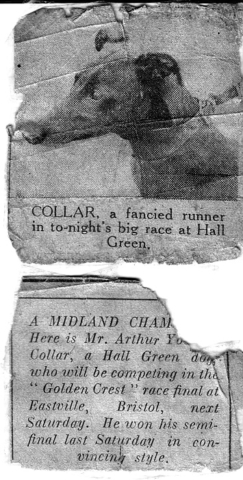 COLLAR, a fancied runner
in to-night's big race at Hall
Green.
A MIDLAND CHAM
Here is Mr. Arthur Yo
Collar, a Hall Green dog,
who will be competing in the
" Golden Crest " race final at
Eastville, Bristol, next
Saturday. He won his semi-
final last Saturday in con-
vincing style.